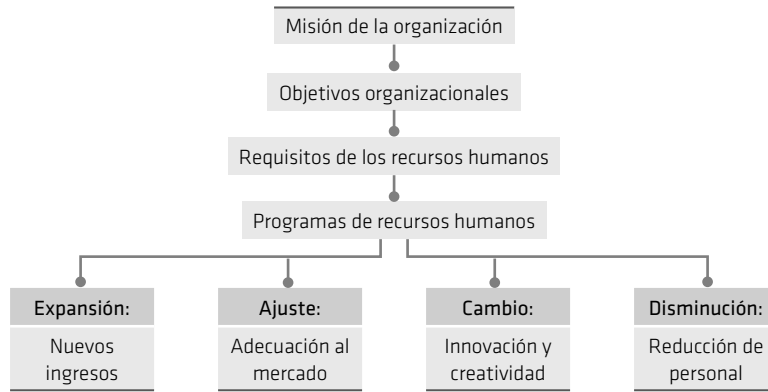 Misión de la organización
Objetivos organizacionales
Requisitos de los recursos humanos
Programas de recursos humanos
Expansión:
Nuevos
ingresos
Ajuste:
Adecuación al
mercado
Cambio:
Innovación y
creatividad
Disminución:
Reducción de
personal